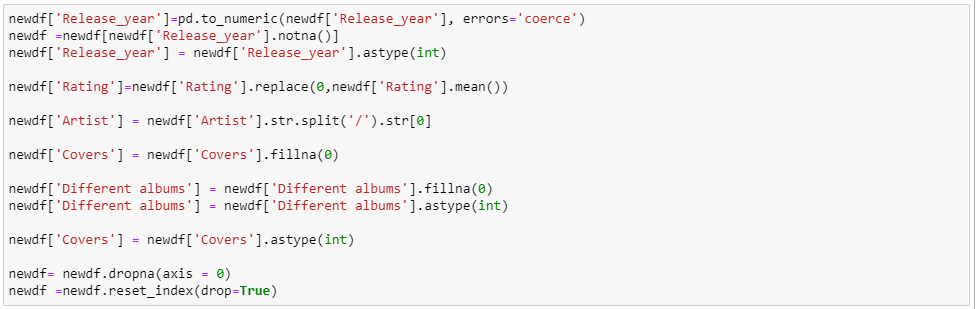 newdf['Release_year']=pd.to_numeric(newdf['Release_year'], errors='coerce')
newdf =newdf[newdf['Release_year'].notna()]
newdf['Release_year'] = newdf['Release_year'].astype(int)
newdf['Rating']=newdf['Rating'].replace(0,newdf['Rating'].mean())
newdf['Artist'] = newdf['Artist'].str.split('/').str[0]
newdf['Covers'] = newdf['Covers'].fillna(0)
newdf['Different albums'] = newdf['Different albums'].fillna(0)
newdf['Different albums'] = newdf['Different albums'].astype(int)
newdf['Covers'] = newdf['Covers'].astype(int)
newdf= newdf.dropna(axis = 0)
newdf =newdf.reset_index(drop=True)